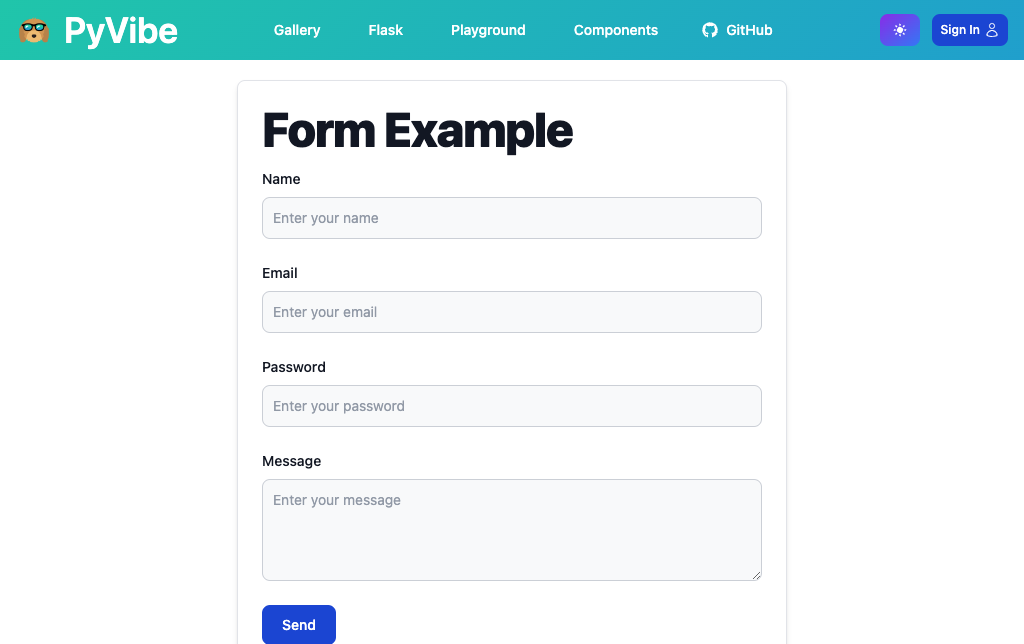 PyVibe
Gallery
Flask
Playground
Components
GitHub
Sign In
Form Example
Name
Enter your name
Email
Enter your email
Password
Enter your password
Message
Enter your message
Send